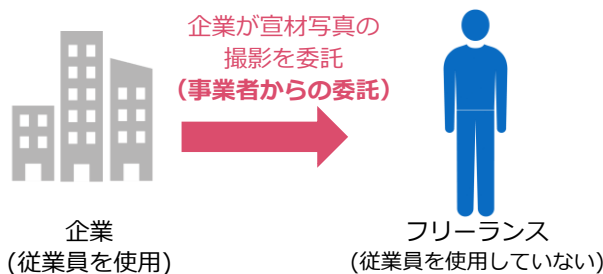 企業が宣材写真の
撮影を委託
（事業者からの委託）
企業
(従業員を使用)
フリーランス
(従業員を使用していない)